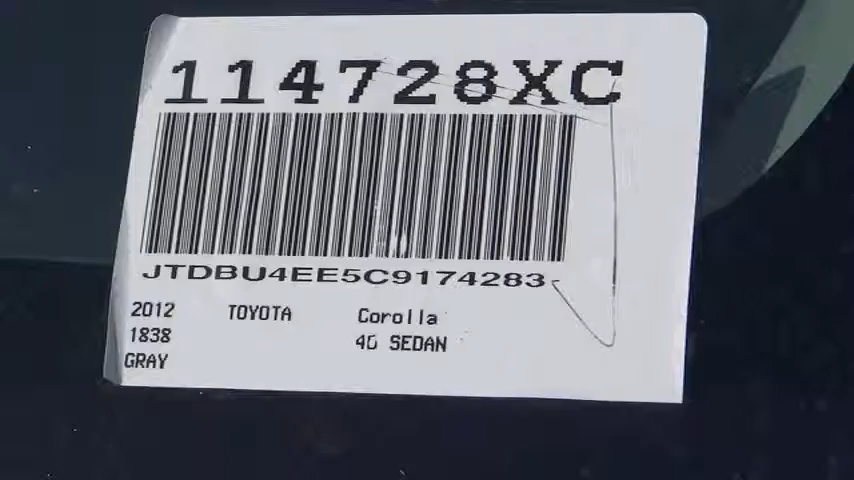 114728XC
JTDBU4EE5C9174283
2012 TOYOTA Corolla
1838 4D SEDAN
GRAY